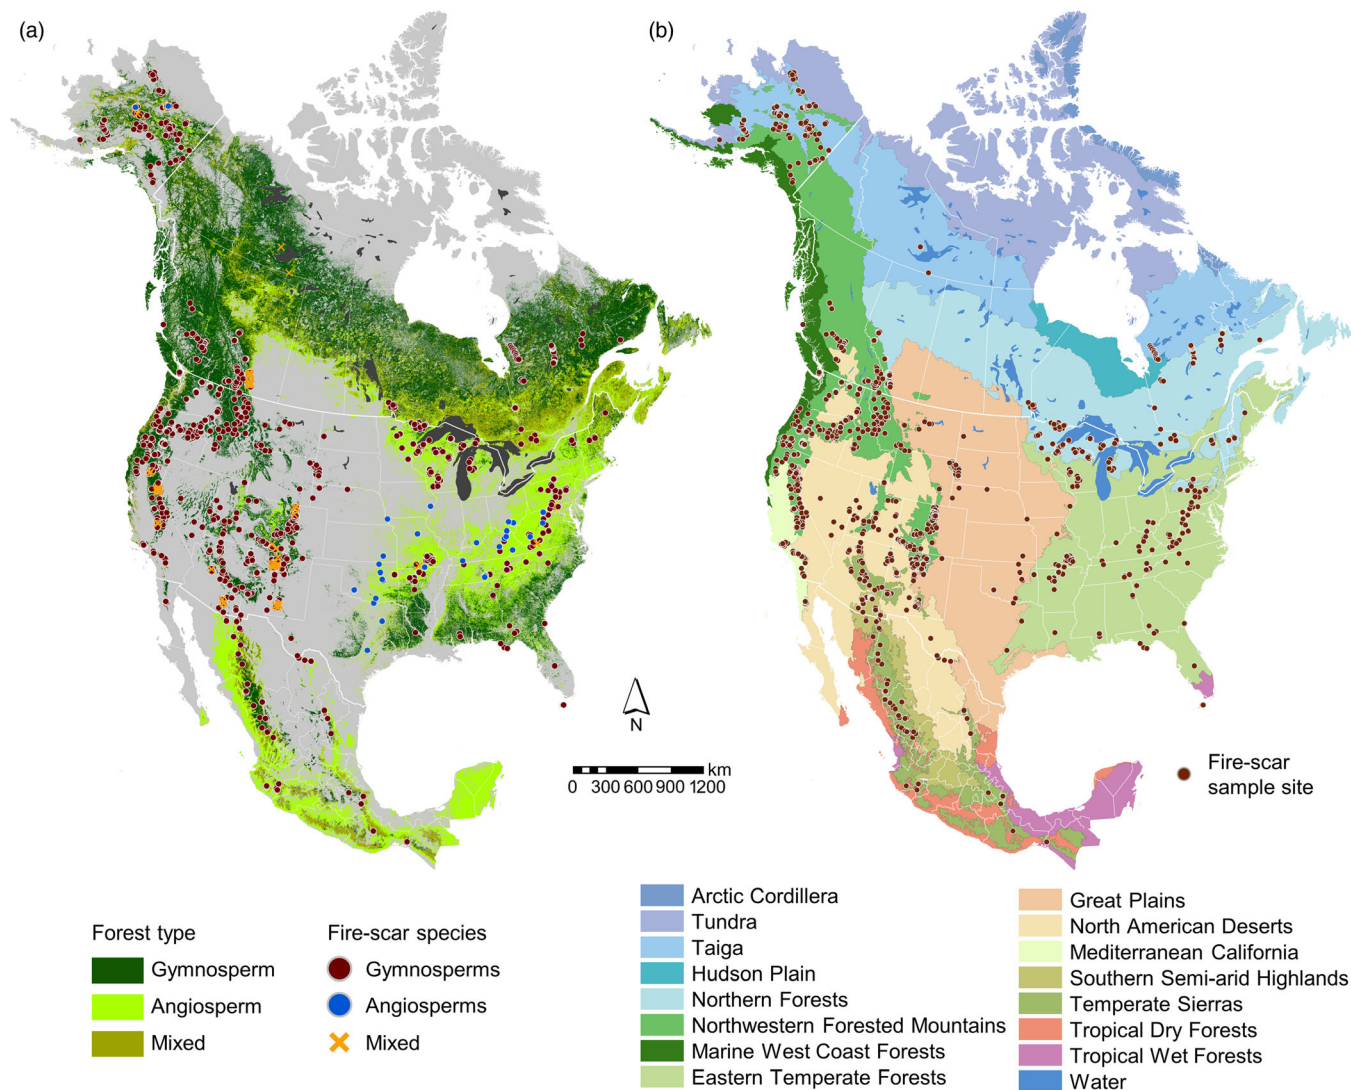 (a)
(b)
N
km
0 300 600 900 1200
Fire-scar
sample site
Forest type
Gymnosperm
Angiosperm
Mixed
Fire-scar species
Gymnosperms
Angiosperms
Mixed
Arctic Cordillera
Tundra
Taiga
Hudson Plain
Northern Forests
Northwestern Forested Mountains
Marine West Coast Forests
Eastern Temperate Forests
Great Plains
North American Deserts
Mediterranean California
Southern Semi-arid Highlands
Temperate Sierras
Tropical Dry Forests
Tropical Wet Forests
Water